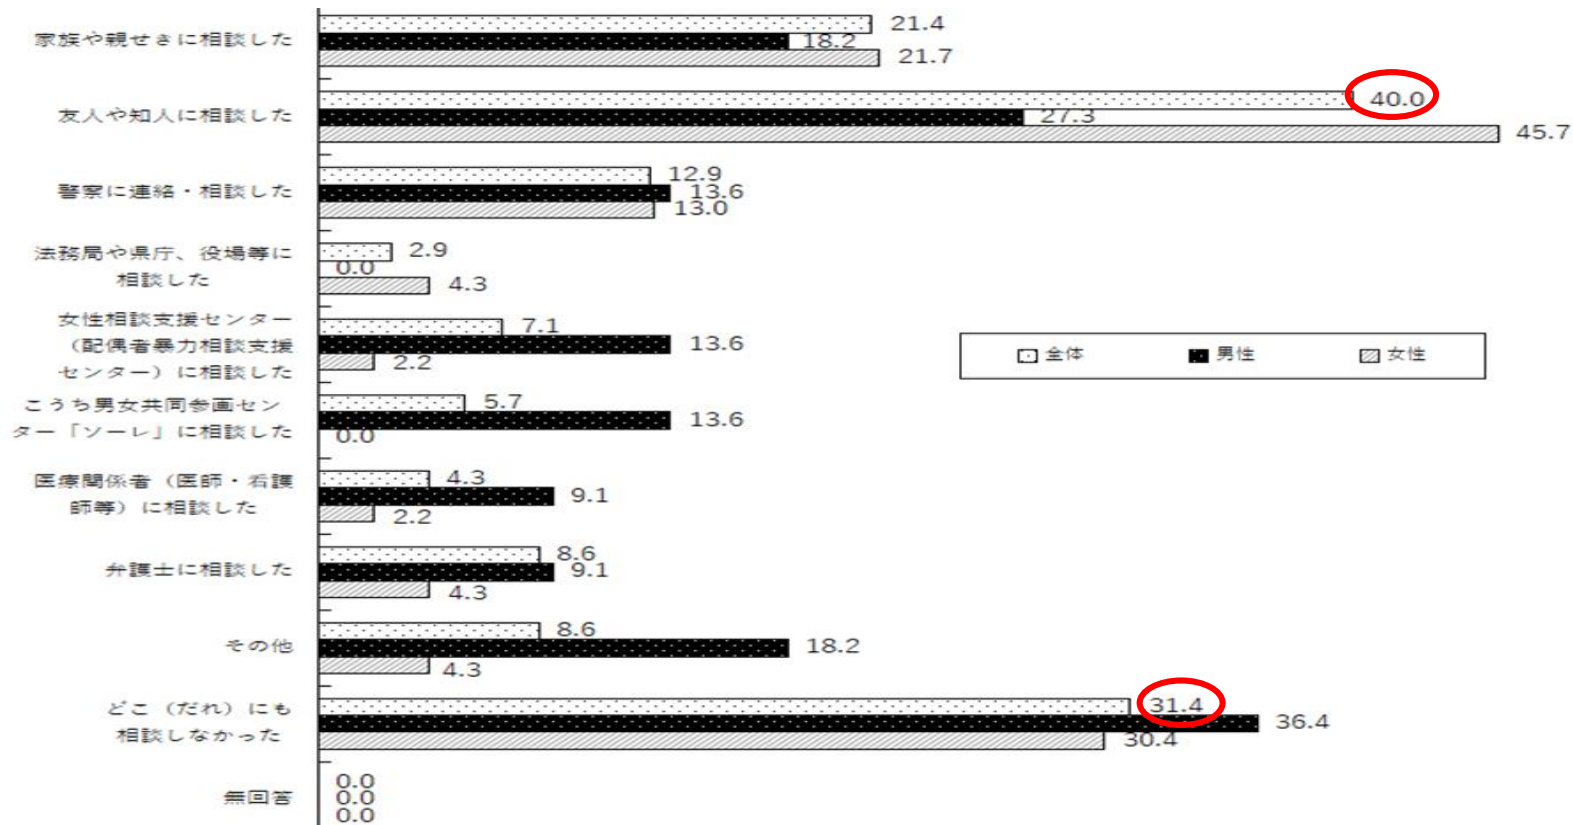 家族や親せきに相談した
21.4
18.2
21.7
友人や知人に相談した
40.0
27.3
45.7
警察に連絡・相談した
12.9
13.6
13.0
法務局や県庁、役場等に
相談した
2.9
0.0
4.3
女性相談支援センター
（配偶者暴力相談支援
センター）に相談した
7.1
13.6
2.2
全体 男性 女性
こうち男女共同参画セン
ター「ソーレ」に相談した
5.7
13.6
0.0
医療関係者（医師・看護
師等）に相談した
4.3
9.1
2.2
弁護士に相談した
8.6
9.1
4.3
その他
8.6
18.2
4.3
どこ（だれ）にも
相談しなかった
31.4
36.4
30.4
無回答
0.0
0.0
0.0